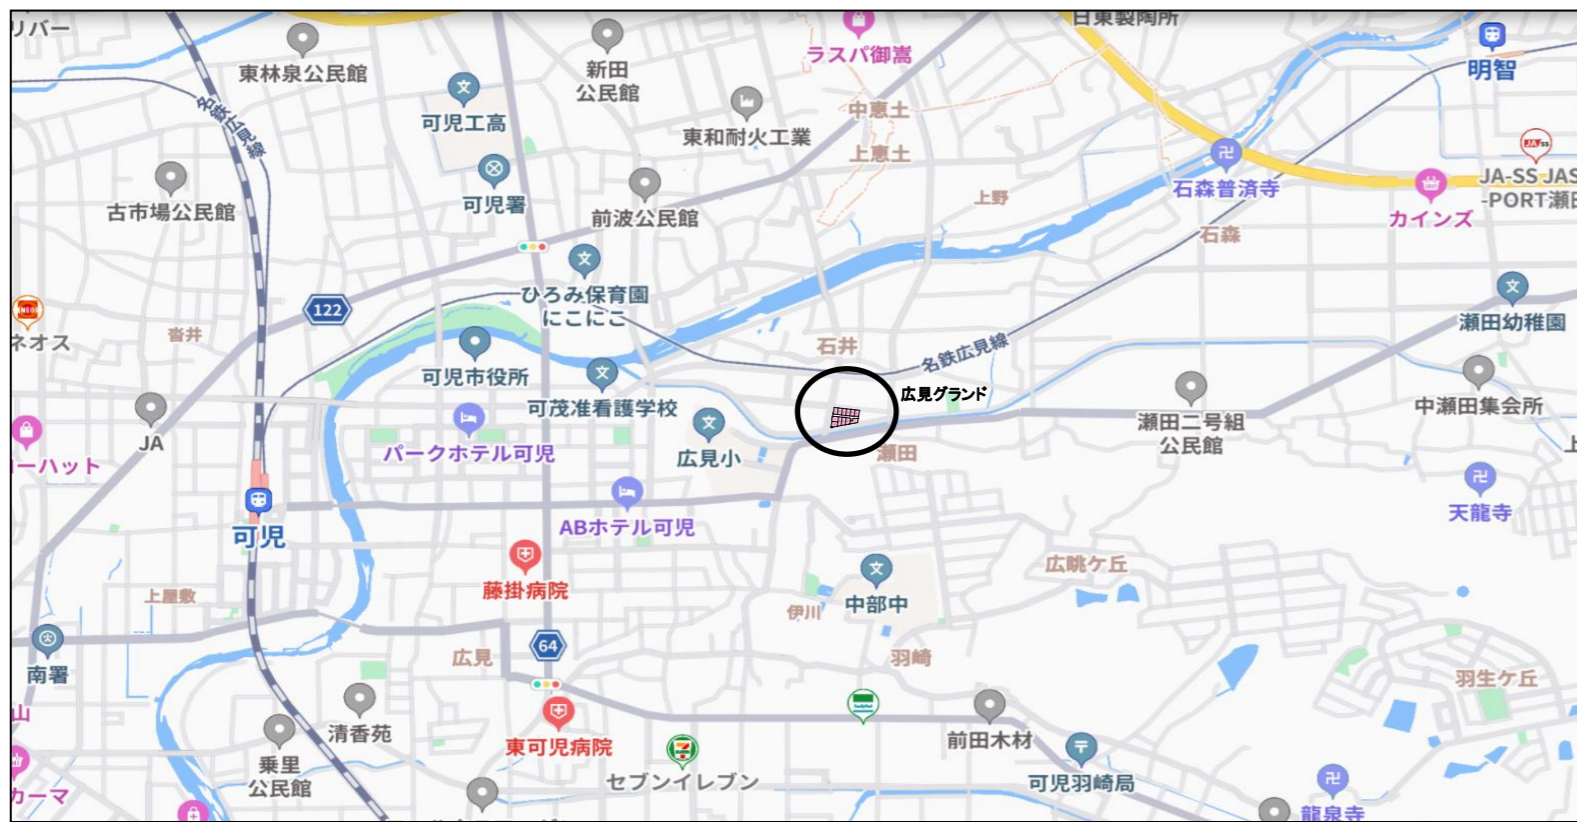 リバー
東林泉公民館
新田
公民館
ラスパ御嵩
日東製陶所
明智
名鉄広見線
可児工高
東和耐火工業
中恵土
上恵土
石森普済寺
JA-SS JAS
-PORT瀬田
カインズ
古市場公民館
可児署
前波公民館
上野
石森
ひろみ保育園
にこにこ
122
瀬田幼稚園
ENEOS
ネオス
沓井
石井
名鉄広見線
可児市役所
可茂准看護学校
広見グランド
中瀬田集会所
JA
瀬田二号組
公民館
パークホテル可児
広見小
瀬田
ーハット
天龍寺
可児
ABホテル可児
広眺ケ丘
藤掛病院
中部中
上屋敷
伊川
64
南署
広見
羽崎
羽生ケ丘
山
清香苑
前田木材
東可児病院
乗里
公民館
セブンイレブン
可児羽崎局
カーマ
龍泉寺